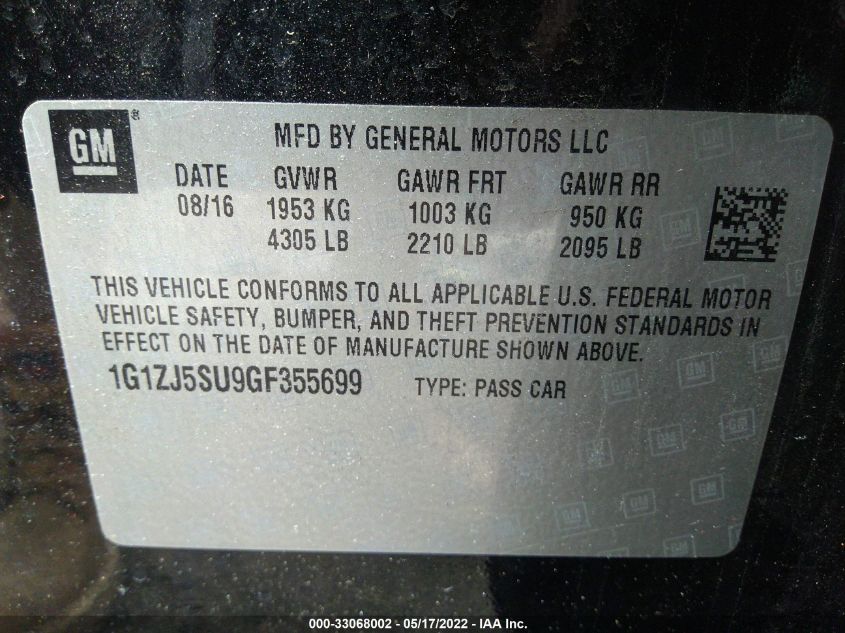 GM ®
MFD BY GENERAL MOTORS LLC
DATE GVWR GAWR FRT GAWR RR
08/16 1953 KG 1003 KG 950 KG
4305 LB 2210 LB 2095 LB
THIS VEHICLE CONFORMS TO ALL APPLICABLE U.S. FEDERAL MOTOR
VEHICLE SAFETY, BUMPER, AND THEFT PREVENTION STANDARDS IN
EFFECT ON THE DATE OF MANUFACTURE SHOWN ABOVE.
1G1ZJ5SU9GF355699 TYPE: PASS CAR
000-33068002 - 05/17/2022 - IAA Inc.